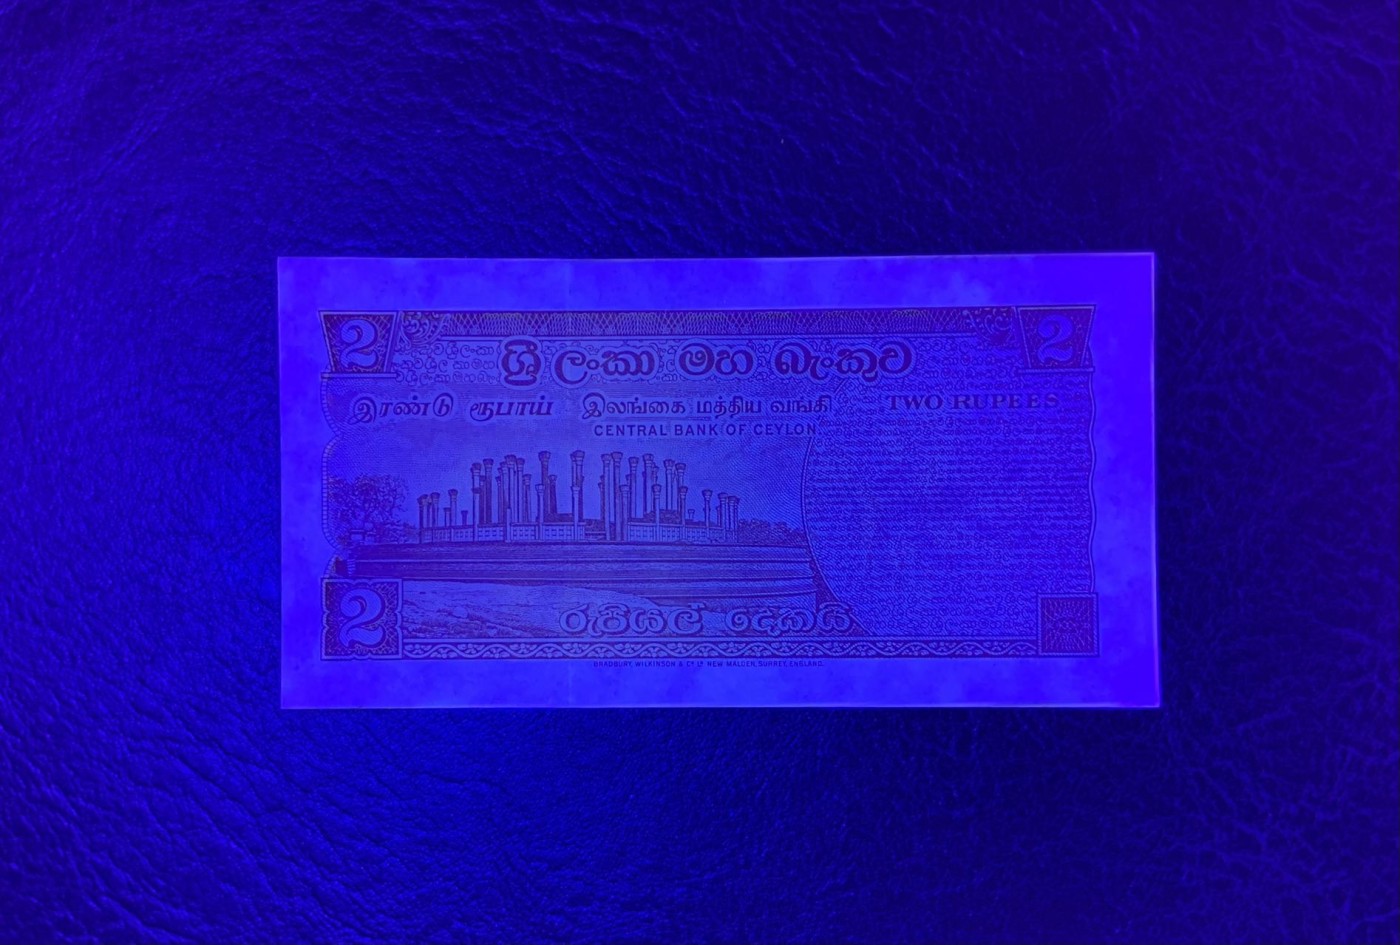 2 2
ශ්‍රී ලංකා මහ බැංකුව
இரண்டு ரூபாய் இலங்கை மத்திய வங்கி TWO RUPEES
CENTRAL BANK OF CEYLON.
2
රුපියල් දෙකයි
BRADBURY, WILKINSON & Cº Lᵈ NEW MALDEN, SURREY, ENGLAND.